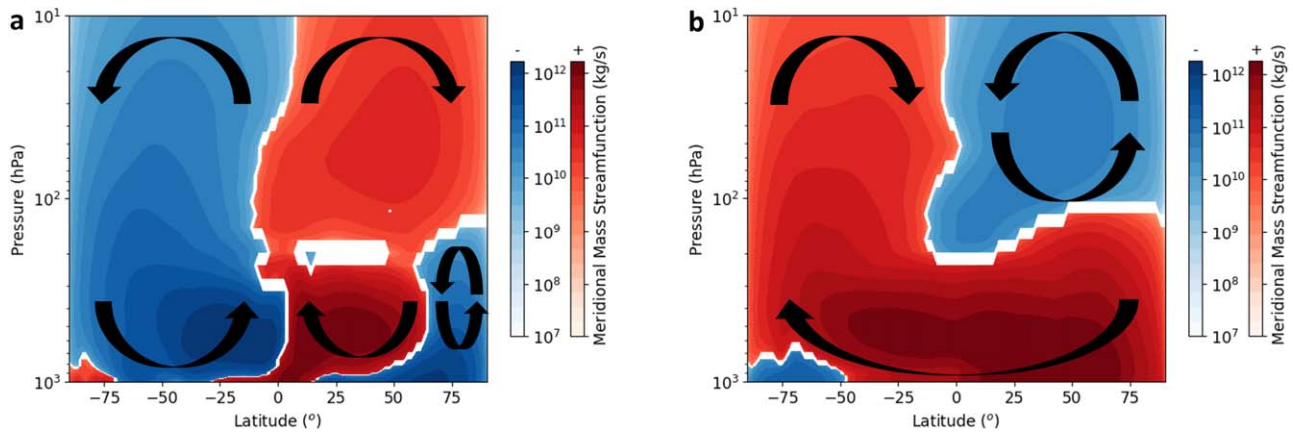 a
10¹
10²
10³
Pressure (hPa)
−75 −50 −25 0 25 50 75
Latitude (°)
- +
10¹²
10¹¹
10¹⁰
10⁹
10⁸
10⁷
Meridional Mass Streamfunction (kg/s)
b
10¹
10²
10³
Pressure (hPa)
−75 −50 −25 0 25 50 75
Latitude (°)
- +
10¹²
10¹¹
10¹⁰
10⁹
10⁸
10⁷
Meridional Mass Streamfunction (kg/s)